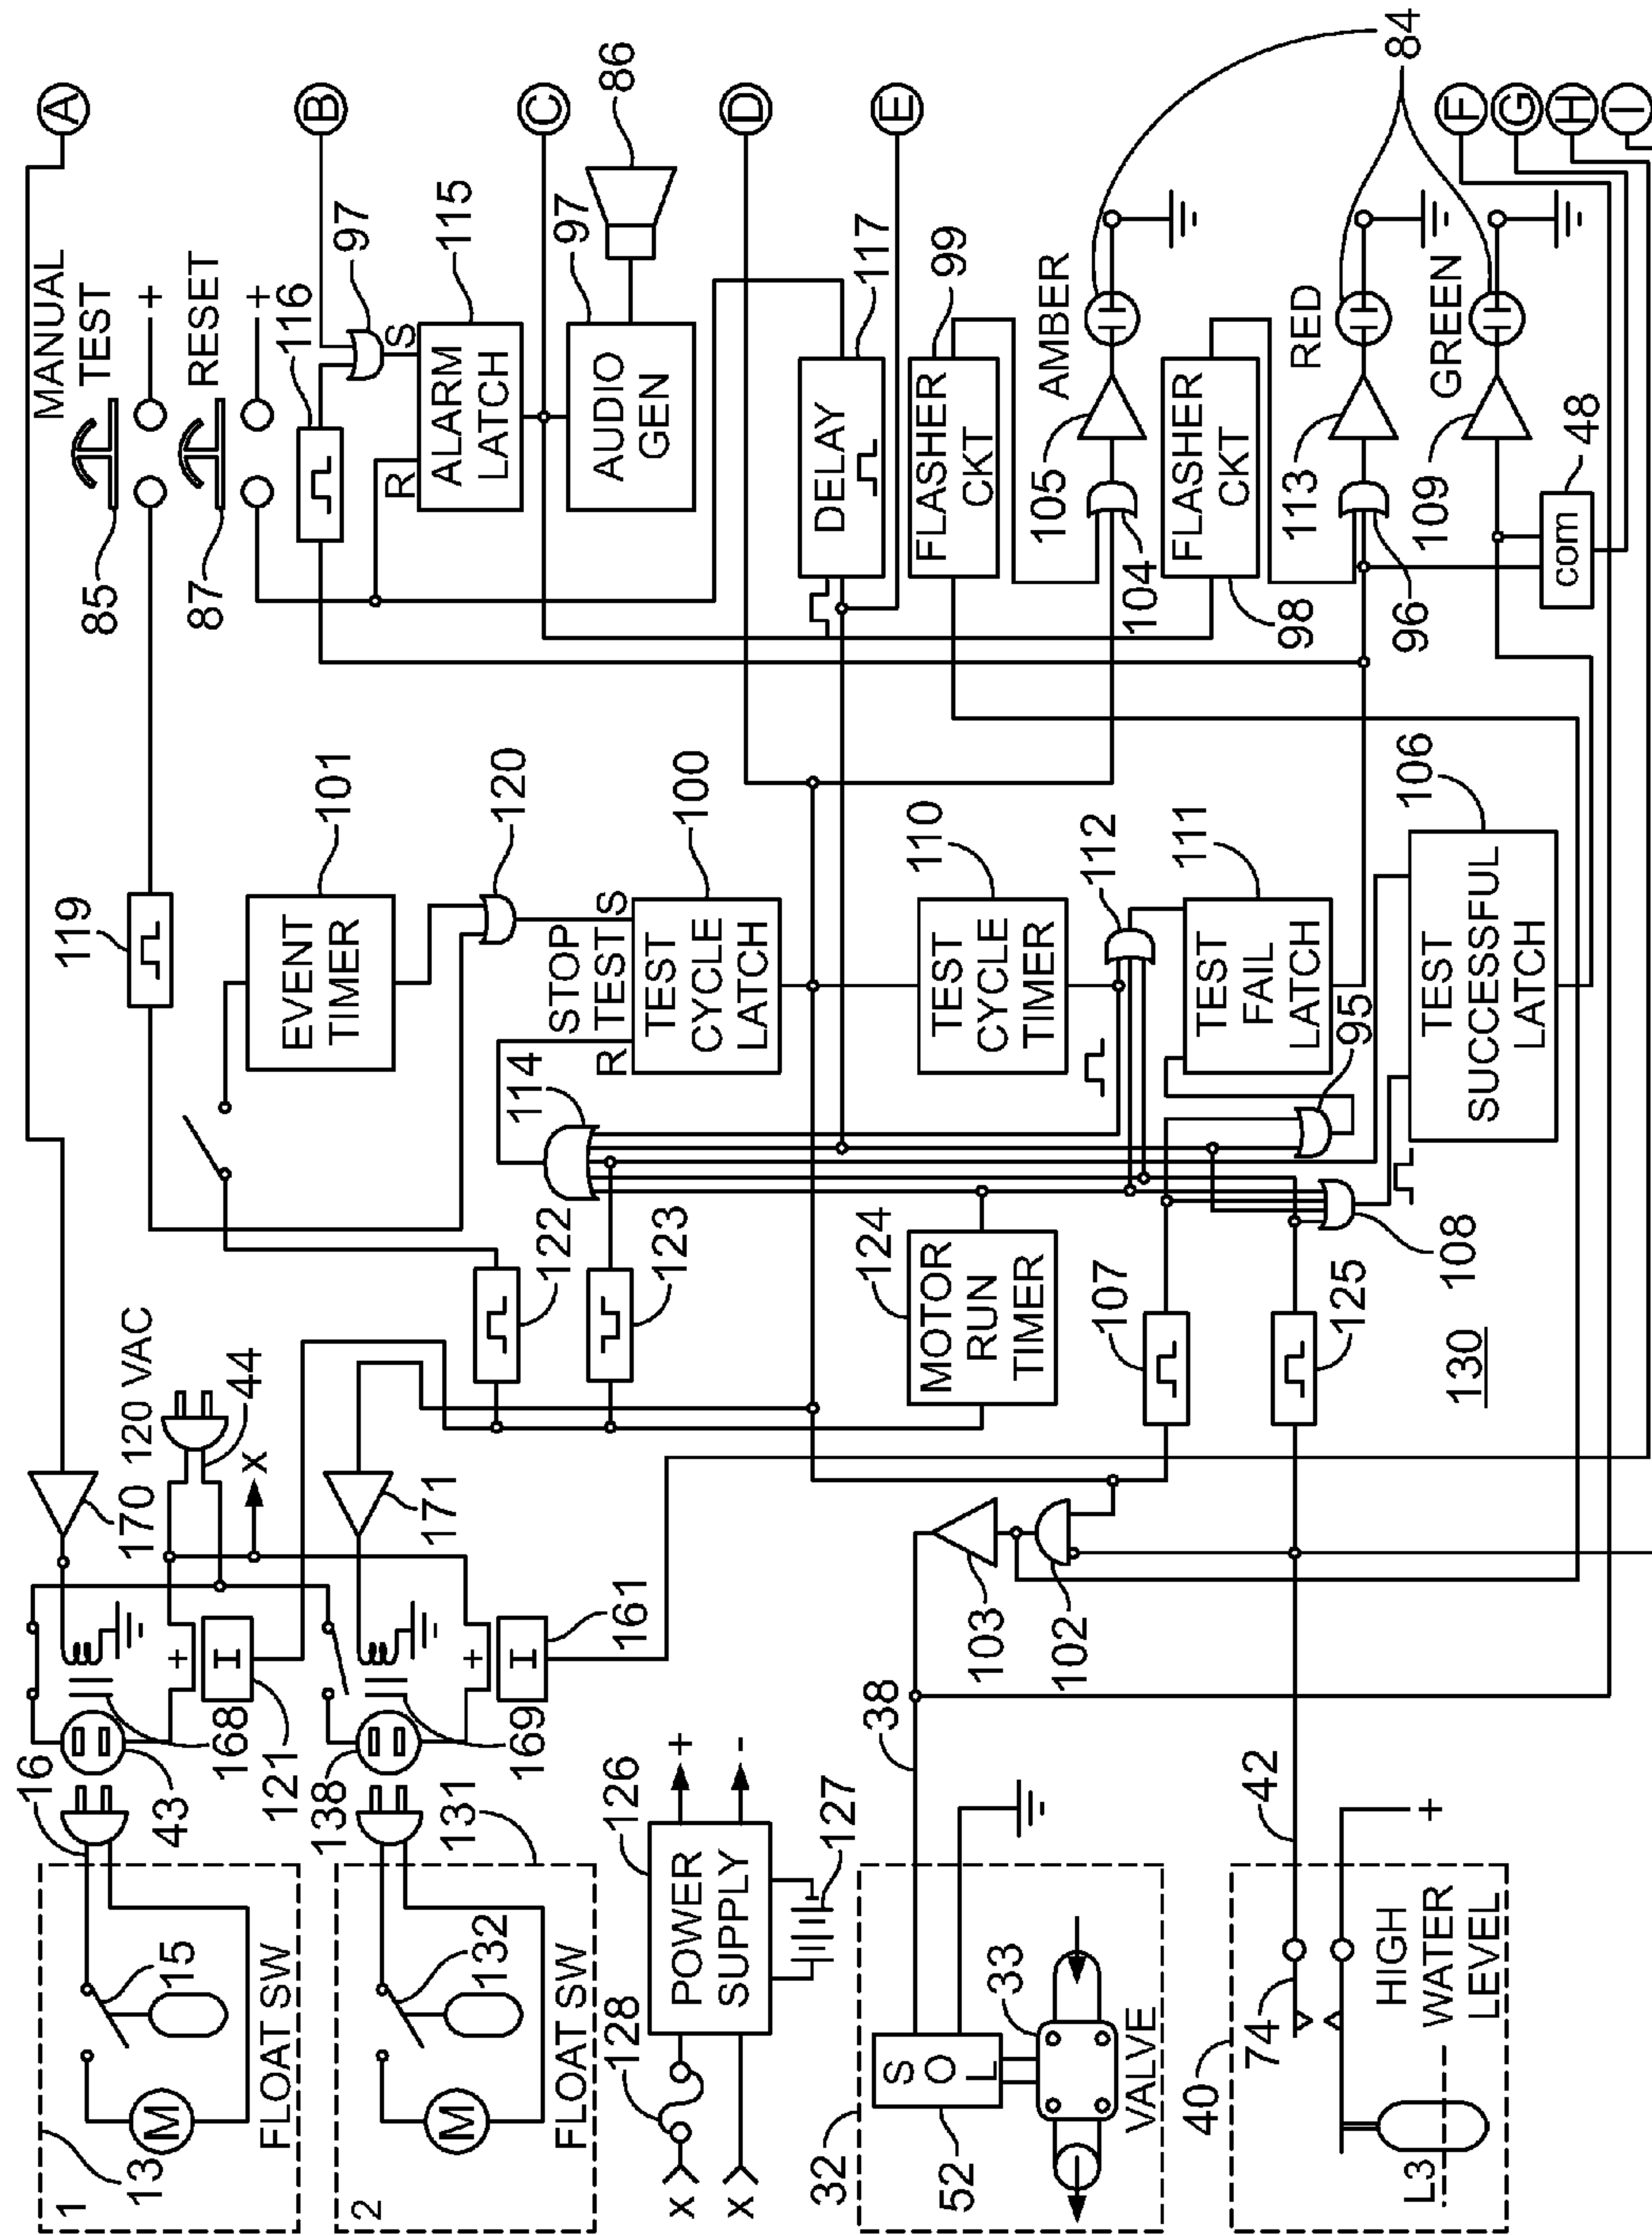 A
MANUAL
TEST
+
85
119
RESET
+
87
116
B
97
S
R
ALARM
LATCH
115
C
AUDIO
GEN
97
86
D
DELAY
117
E
FLASHER
CKT
99
AMBER
105
104
84
FLASHER
CKT
98
RED
113
96
GREEN
109
com
48
F
G
H
I
EVENT
TIMER
101
120
STOP
TEST
S
R
TEST
CYCLE
LATCH
100
114
TEST
CYCLE
TIMER
110
112
TEST
FAIL
LATCH
111
95
TEST
SUCCESSFUL
LATCH
106
108
122
123
MOTOR
RUN
TIMER
124
107
125
130
170
120 VAC
44
X
171
+
I
168
121
+
I
161
169
103
102
38
42
16
43
138
131
1
13
M
15
FLOAT SW
2
M
132
FLOAT SW
X
X
128
POWER
SUPPLY
126
+
-
127
32
52
SOL
33
VALVE
40
74
L3
HIGH
WATER
LEVEL
+